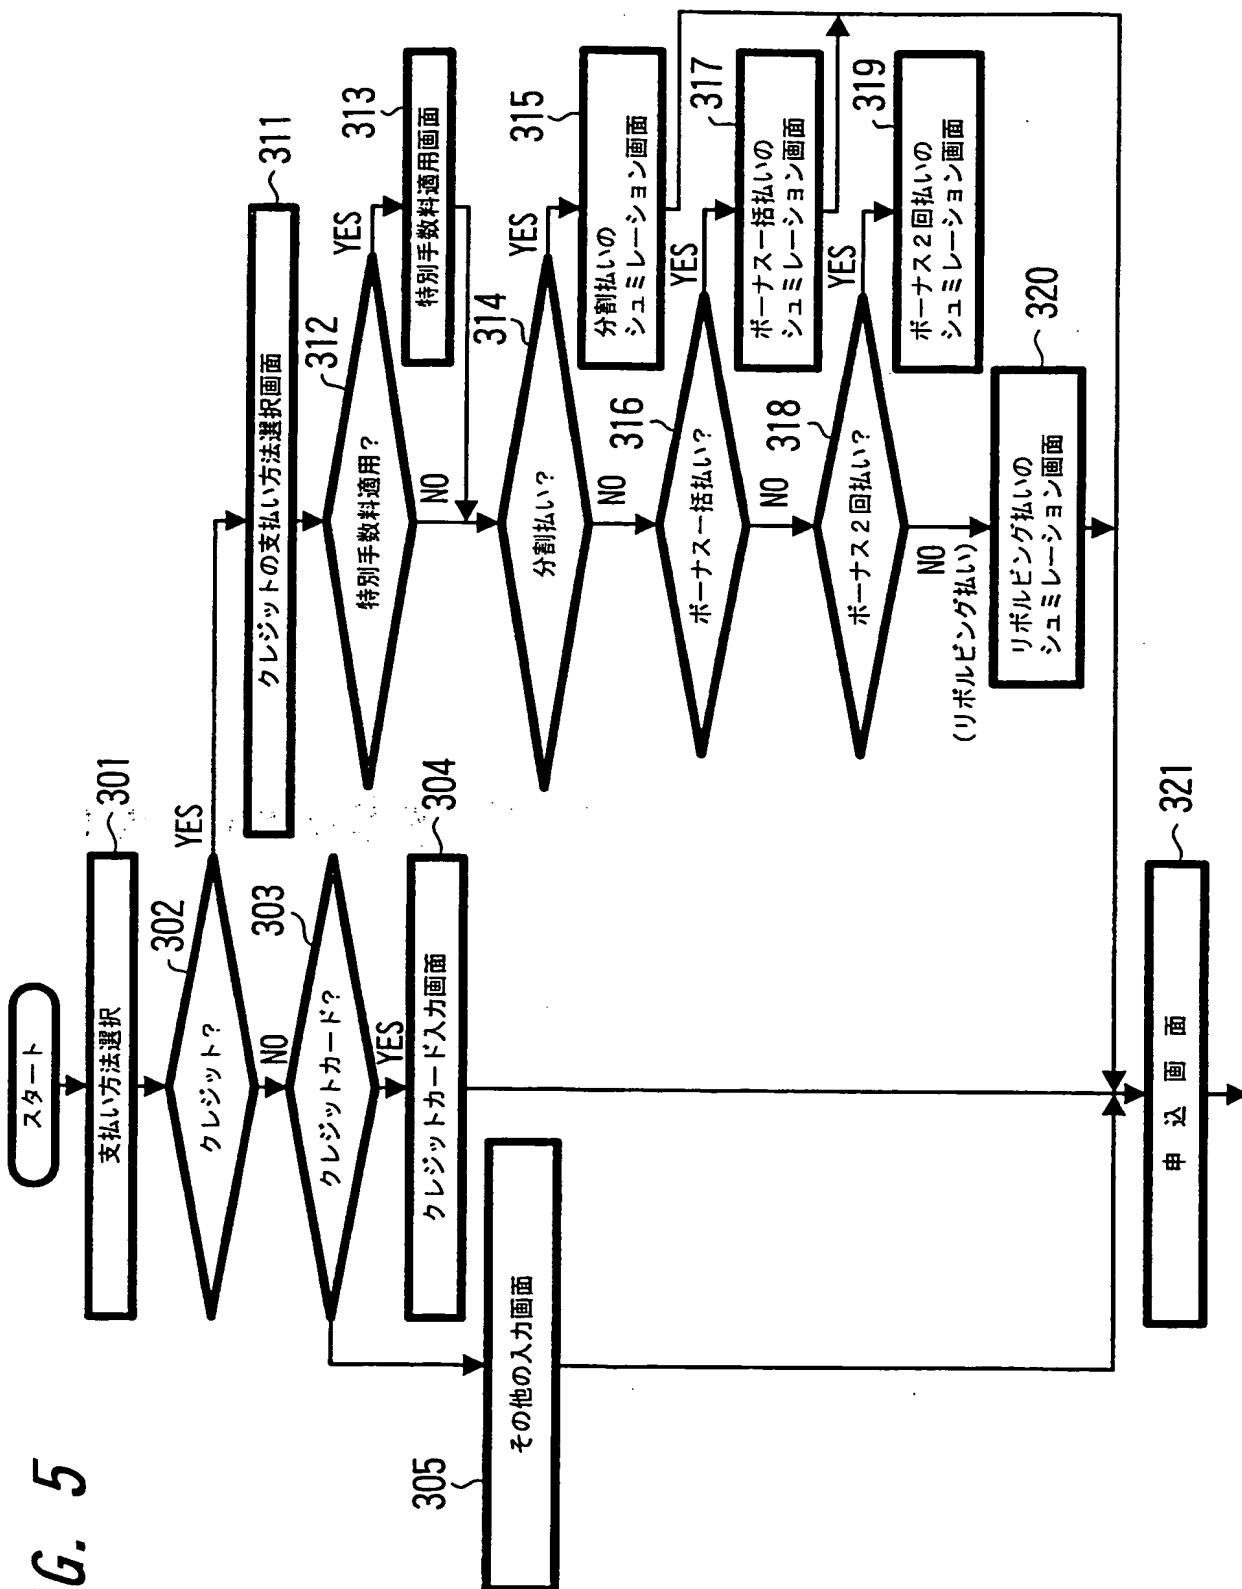 G. 5
スタート
支払い方法選択
301
クレジット?
302
YES
NO
クレジットカード?
303
YES
クレジットカード入力画面
304
その他の入力画面
305
クレジットの支払い方法選択画面
311
特別手数料適用?
312
YES
特別手数料適用画面
313
NO
分割払い?
314
YES
分割払いの
シュミレーション画面
315
NO
ボーナス一括払い?
316
YES
ボーナス一括払いの
シュミレーション画面
317
NO
ボーナス2回払い?
318
YES
ボーナス2回払いの
シュミレーション画面
319
NO
(リボルビング払い)
リボルビング払いの
シュミレーション画面
320
申込画面
321